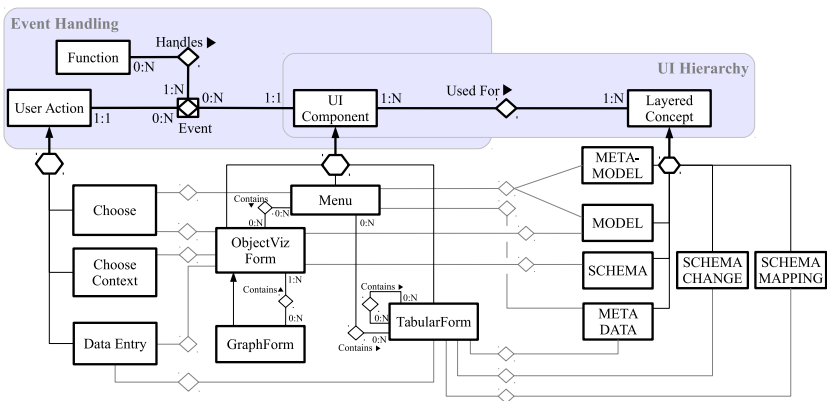 Event Handling
Handles ▶
Function
0:N
UI Hierarchy
1:N
0:N
1:1
1:N
Used For ▶
1:N
User Action
1:1
0:N
Event
UI
Component
Layered
Concept
META-
MODEL
Choose
Contains
▼
0:N
0:N
Menu
MODEL
ObjectViz
Form
0:N
Choose
Context
SCHEMA
SCHEMA
CHANGE
SCHEMA
MAPPING
1:N
Contains ▲
0:N
Contains ▶
0:N
0:N
TabularForm
META
DATA
Data Entry
GraphForm
0:N
Contains ▶